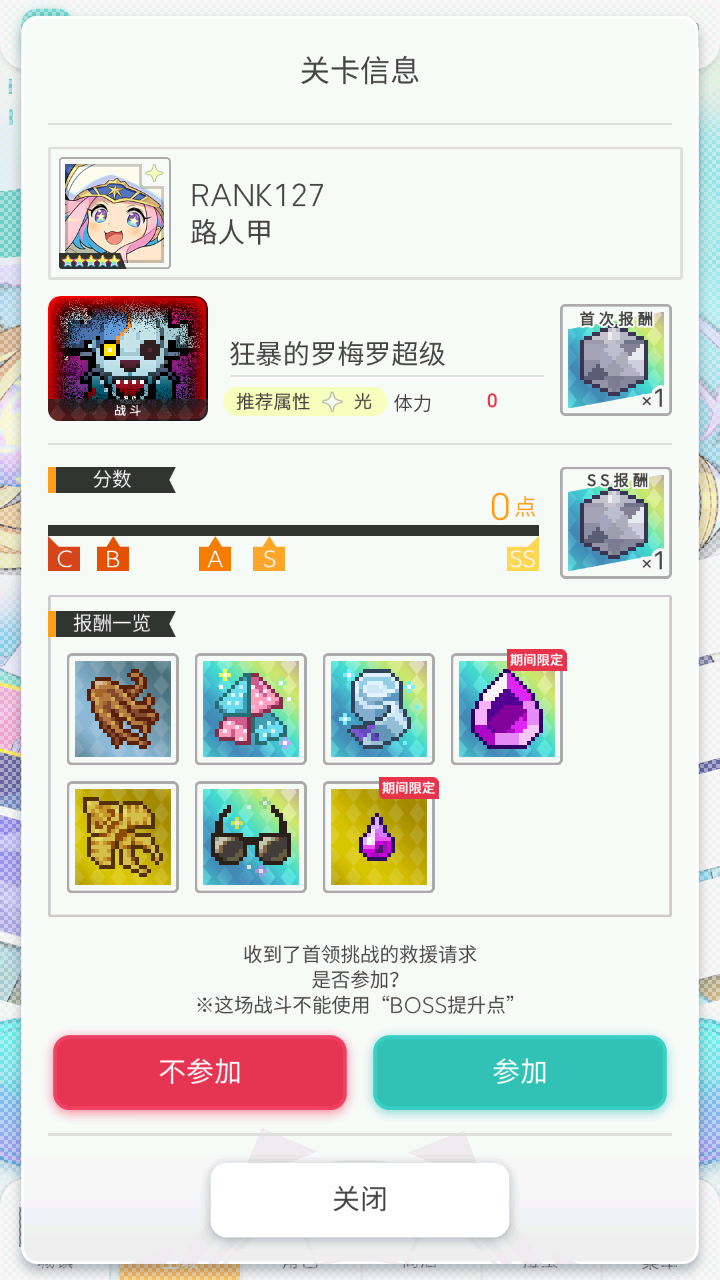 关卡信息
RANK127
路人甲
首次报酬
×1
狂暴的罗梅罗超级
战斗
推荐属性 光 体力 0
分数
SS报酬
×1
0点
C B A S SS
报酬一览
期间限定
期间限定
收到了首领挑战的救援请求
是否参加?
※这场战斗不能使用“BOSS提升点”
不参加
参加
关闭